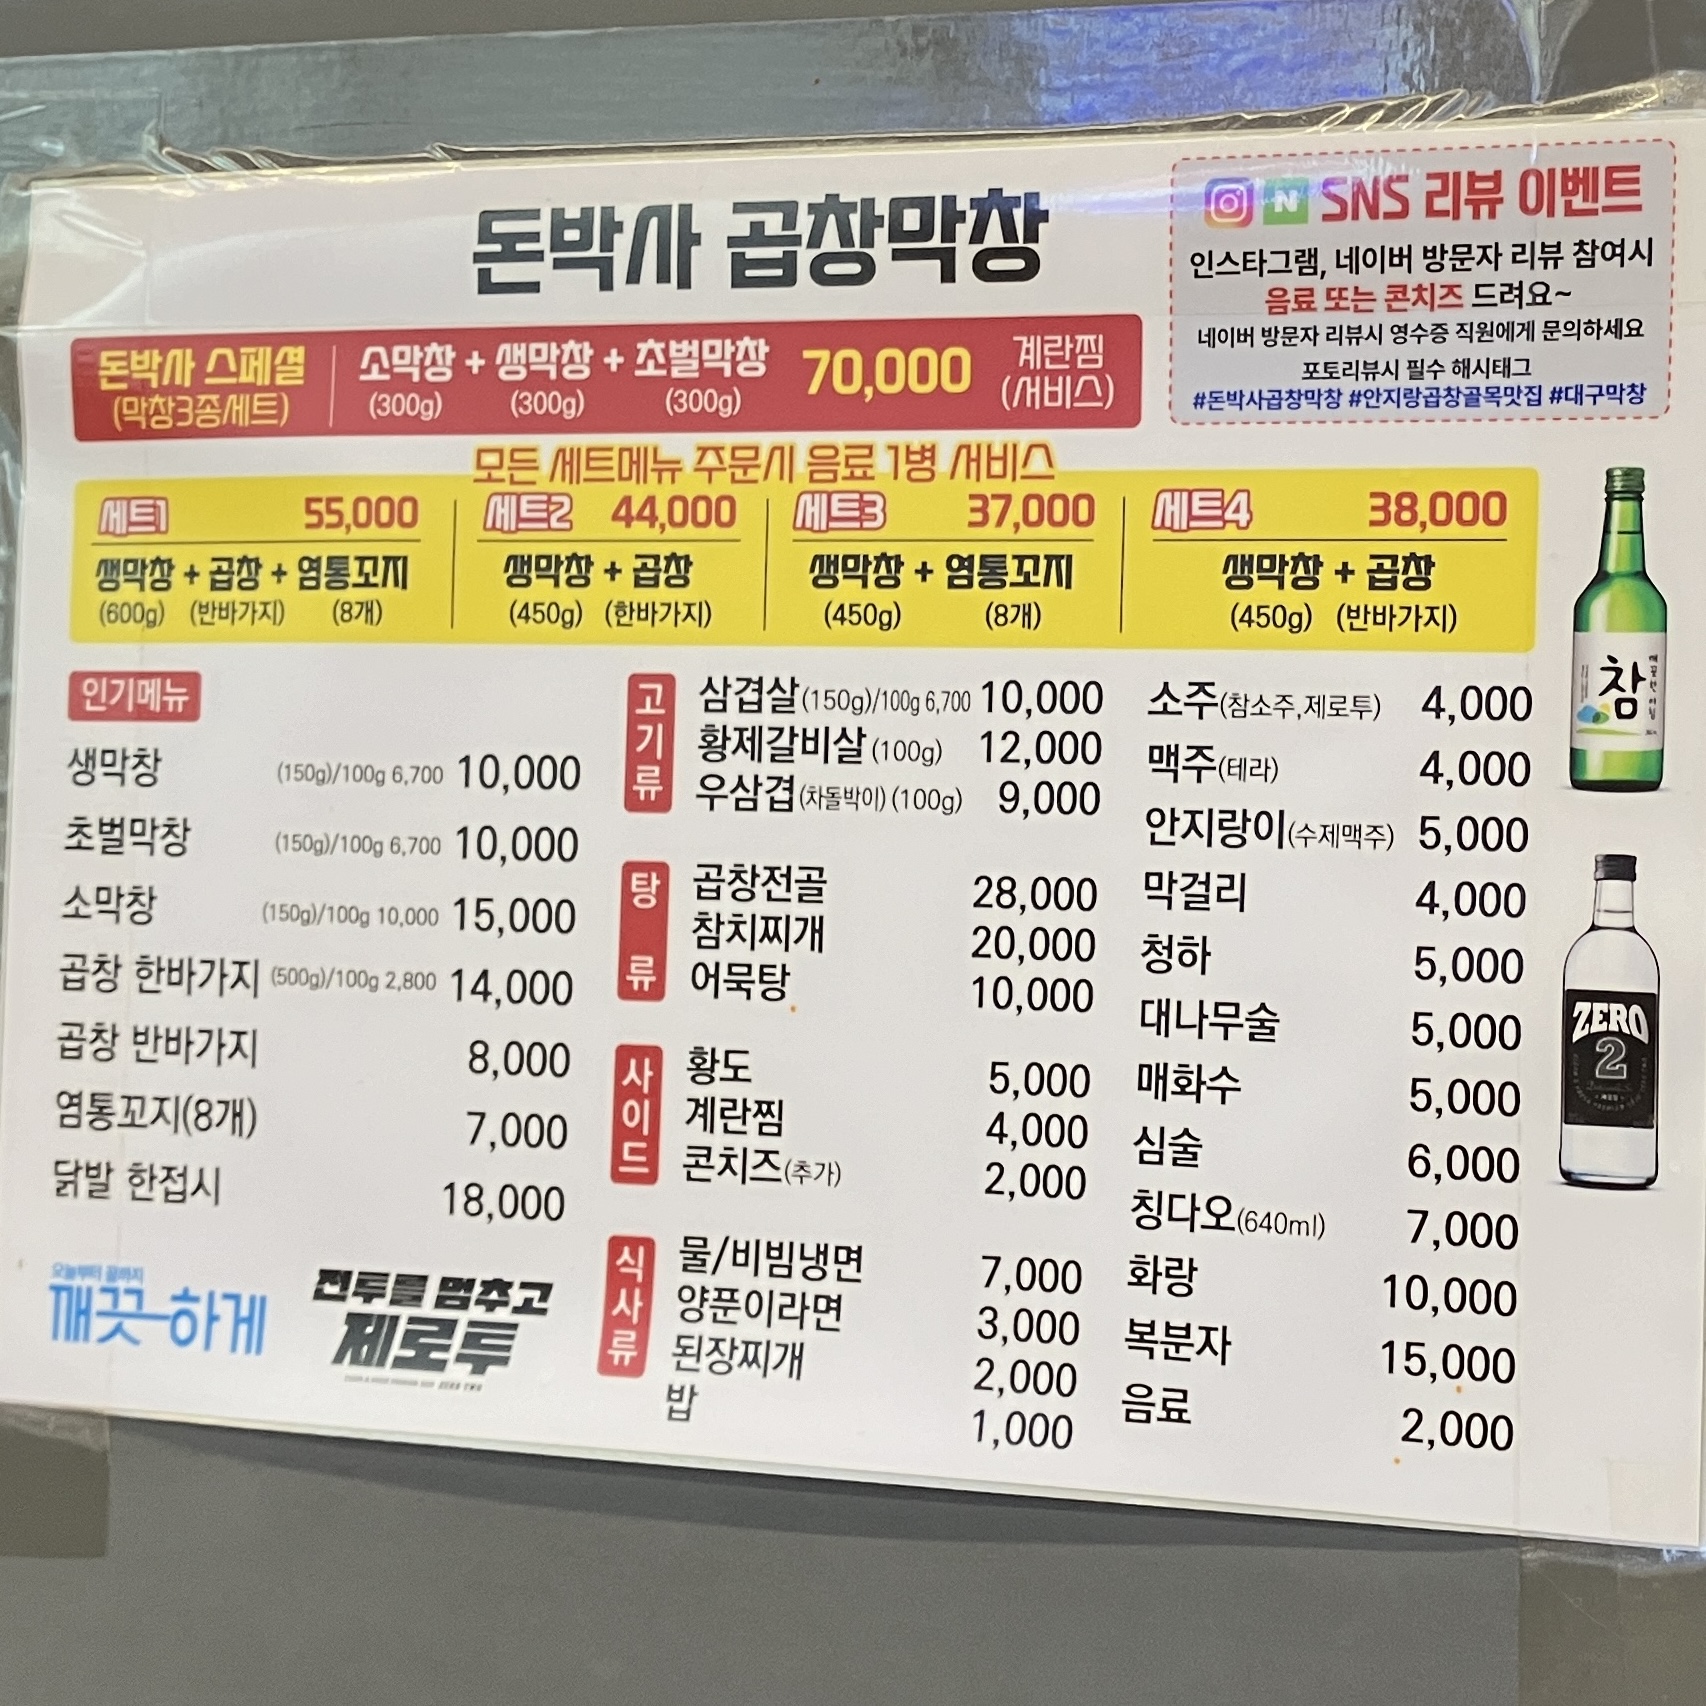 돈박사 곱창막창
SNS 리뷰 이벤트
인스타그램, 네이버 방문자 리뷰 참여시
음료 또는 콘치즈 드려요~
네이버 방문자 리뷰시 영수증 직원에게 문의하세요
포토리뷰시 필수 해시태그
#돈박사곱창막창 #안지랑곱창골목맛집 #대구막창
돈박사 스페셜 소막창 + 생막창 + 초벌막창 70,000 계란찜
(막창3종세트) (300g) (300g) (300g) (서비스)
모든 세트메뉴 주문시 음료 1병 서비스
세트1 55,000
생막창 + 곱창 + 염통꼬지
(600g) (반바가지) (8개)
세트2 44,000
생막창 + 곱창
(450g) (한바가지)
세트3 37,000
생막창 + 염통꼬지
(450g) (8개)
세트4 38,000
생막창 + 곱창
(450g) (반바가지)
인기메뉴
생막창 (150g)/100g 6,700 10,000
초벌막창 (150g)/100g 6,700 10,000
소막창 (150g)/100g 10,000 15,000
곱창 한바가지 (500g)/100g 2,800 14,000
곱창 반바가지 8,000
염통꼬지(8개) 7,000
닭발 한접시 18,000
오늘부터 끝까지
깨끗하게
전투를 멈추고
제로투
고기류
삼겹살(150g)/100g 6,700 10,000
황제갈비살(100g) 12,000
우삼겹(차돌박이)(100g) 9,000
탕류
곱창전골 28,000
참치찌개 20,000
어묵탕 10,000
사이드
황도 5,000
계란찜 4,000
콘치즈(추가) 2,000
식사류
물/비빔냉면 7,000
양푼이라면 3,000
된장찌개 2,000
밥 1,000
소주(참소주,제로투) 4,000
맥주(테라) 4,000
안지랑이(수제맥주) 5,000
막걸리 4,000
청하 5,000
대나무술 5,000
매화수 5,000
심술 6,000
칭다오(640ml) 7,000
화랑 10,000
복분자 15,000
음료 2,000
참
ZERO
2